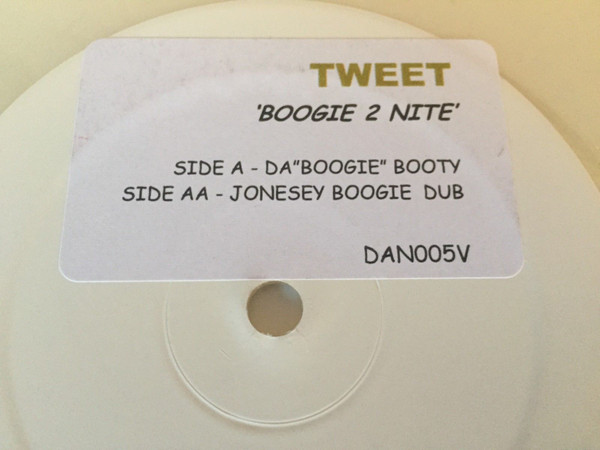 TWEET
'BOOGIE 2 NITE'
SIDE A - DA"BOOGIE" BOOTY
SIDE AA - JONESEY BOOGIE DUB
DAN005V